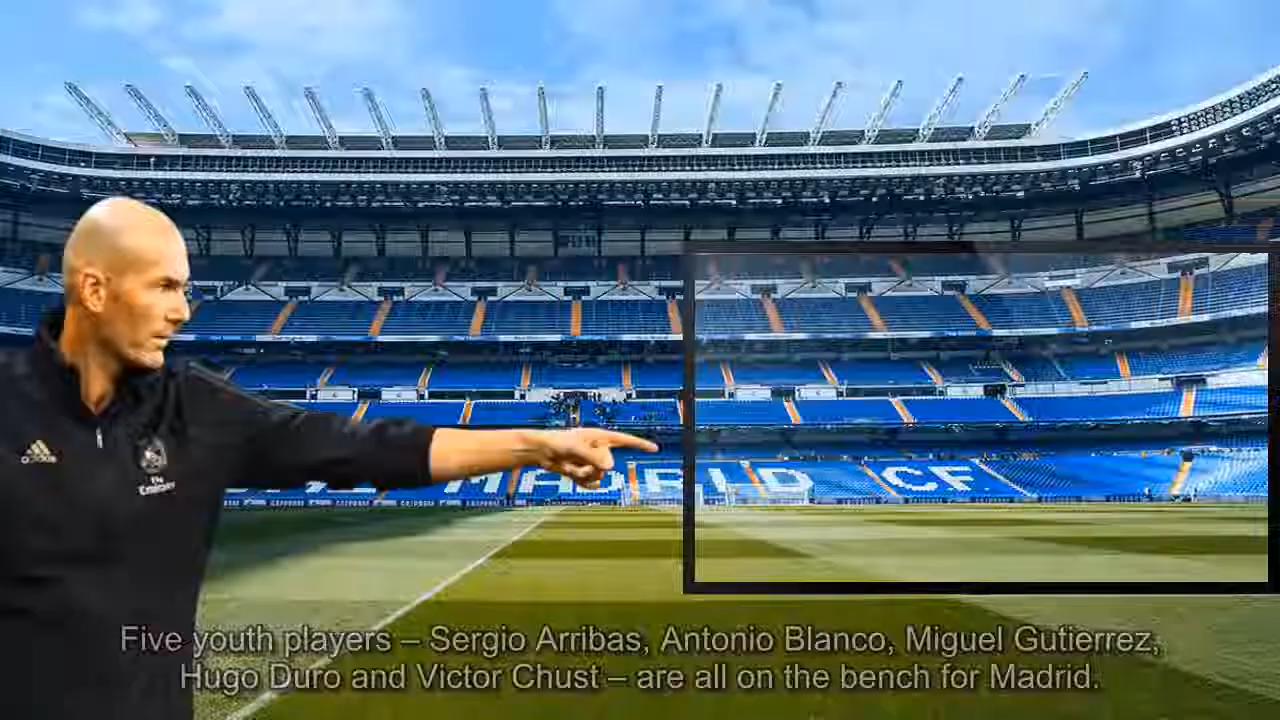 adidas
Fly
Emirates
MADRID CF
Five youth players – Sergio Arribas, Antonio Blanco, Miguel Gutierrez,
Hugo Duro and Victor Chust – are all on the bench for Madrid.